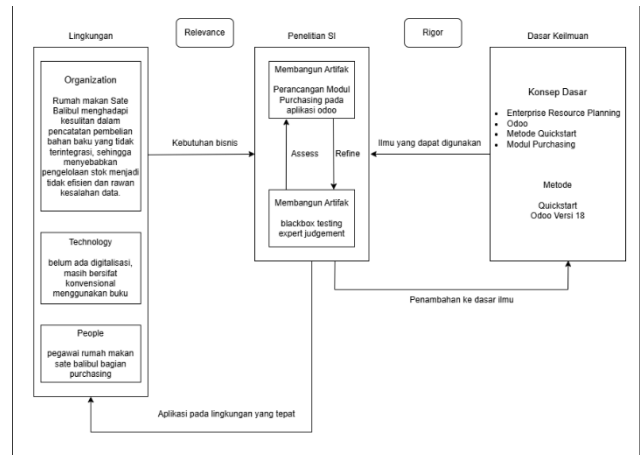 Lingkungan
Relevance
Penelitian SI
Rigor
Dasar Keilmuan
Organization
Rumah makan Sate
Balibul menghadapi
kesulitan dalam
pencatatan pembelian
bahan baku yang tidak
terintegrasi, sehingga
menyebabkan
pengelolaan stok menjadi
tidak efisien dan rawan
kesalahan data.
Technology
belum ada digitalisasi,
masih bersifat
konvensional
menggunakan buku
People
pegawai rumah makan
sate balibul bagian
purchasing
Kebutuhan bisnis
Membangun Artifak
Perancangan Modul
Purchasing pada
aplikasi odoo
Assess
Refine
Membangun Artifak
blackbox testing
expert judgement
Ilmu yang dapat digunakan
Konsep Dasar
Enterprise Resource Planning
Odoo
Metode Quickstart
Modul Purchasing
Metode
Quickstart
Odoo Versi 18
Penambahan ke dasar ilmu
Aplikasi pada lingkungan yang tepat